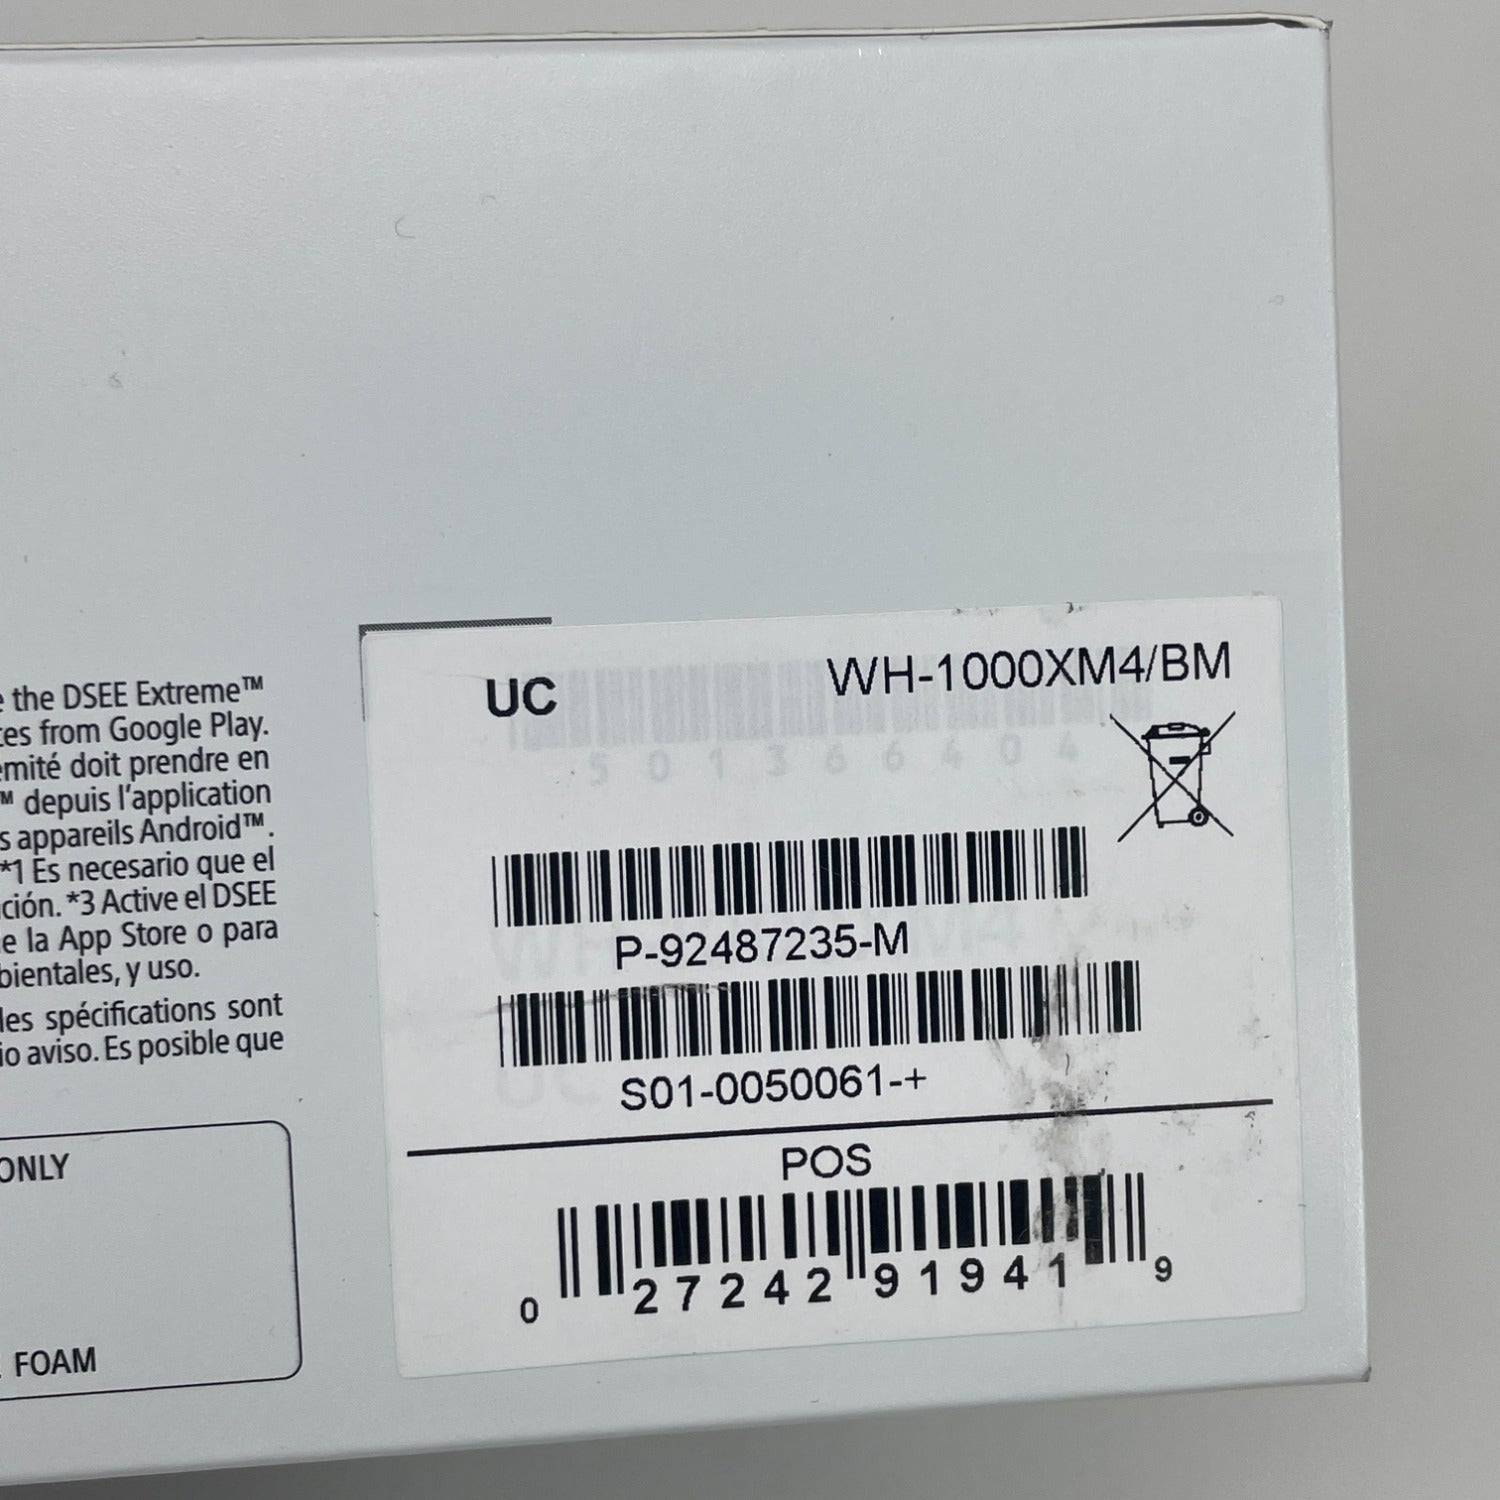 the DSEE Extreme™
from Google Play.
doit prendre en
™ depuis l'application
s appareils Android™.
*1 Es necesario que el
*3 Active el DSEE
la App Store o para
y uso.
les spécifications sont
aviso. Es posible que
ONLY
FOAM
UC
WH-1000XM4/BM
501366404
P-92487235-M
S01-0050061-+
POS
0 27242 91941 9